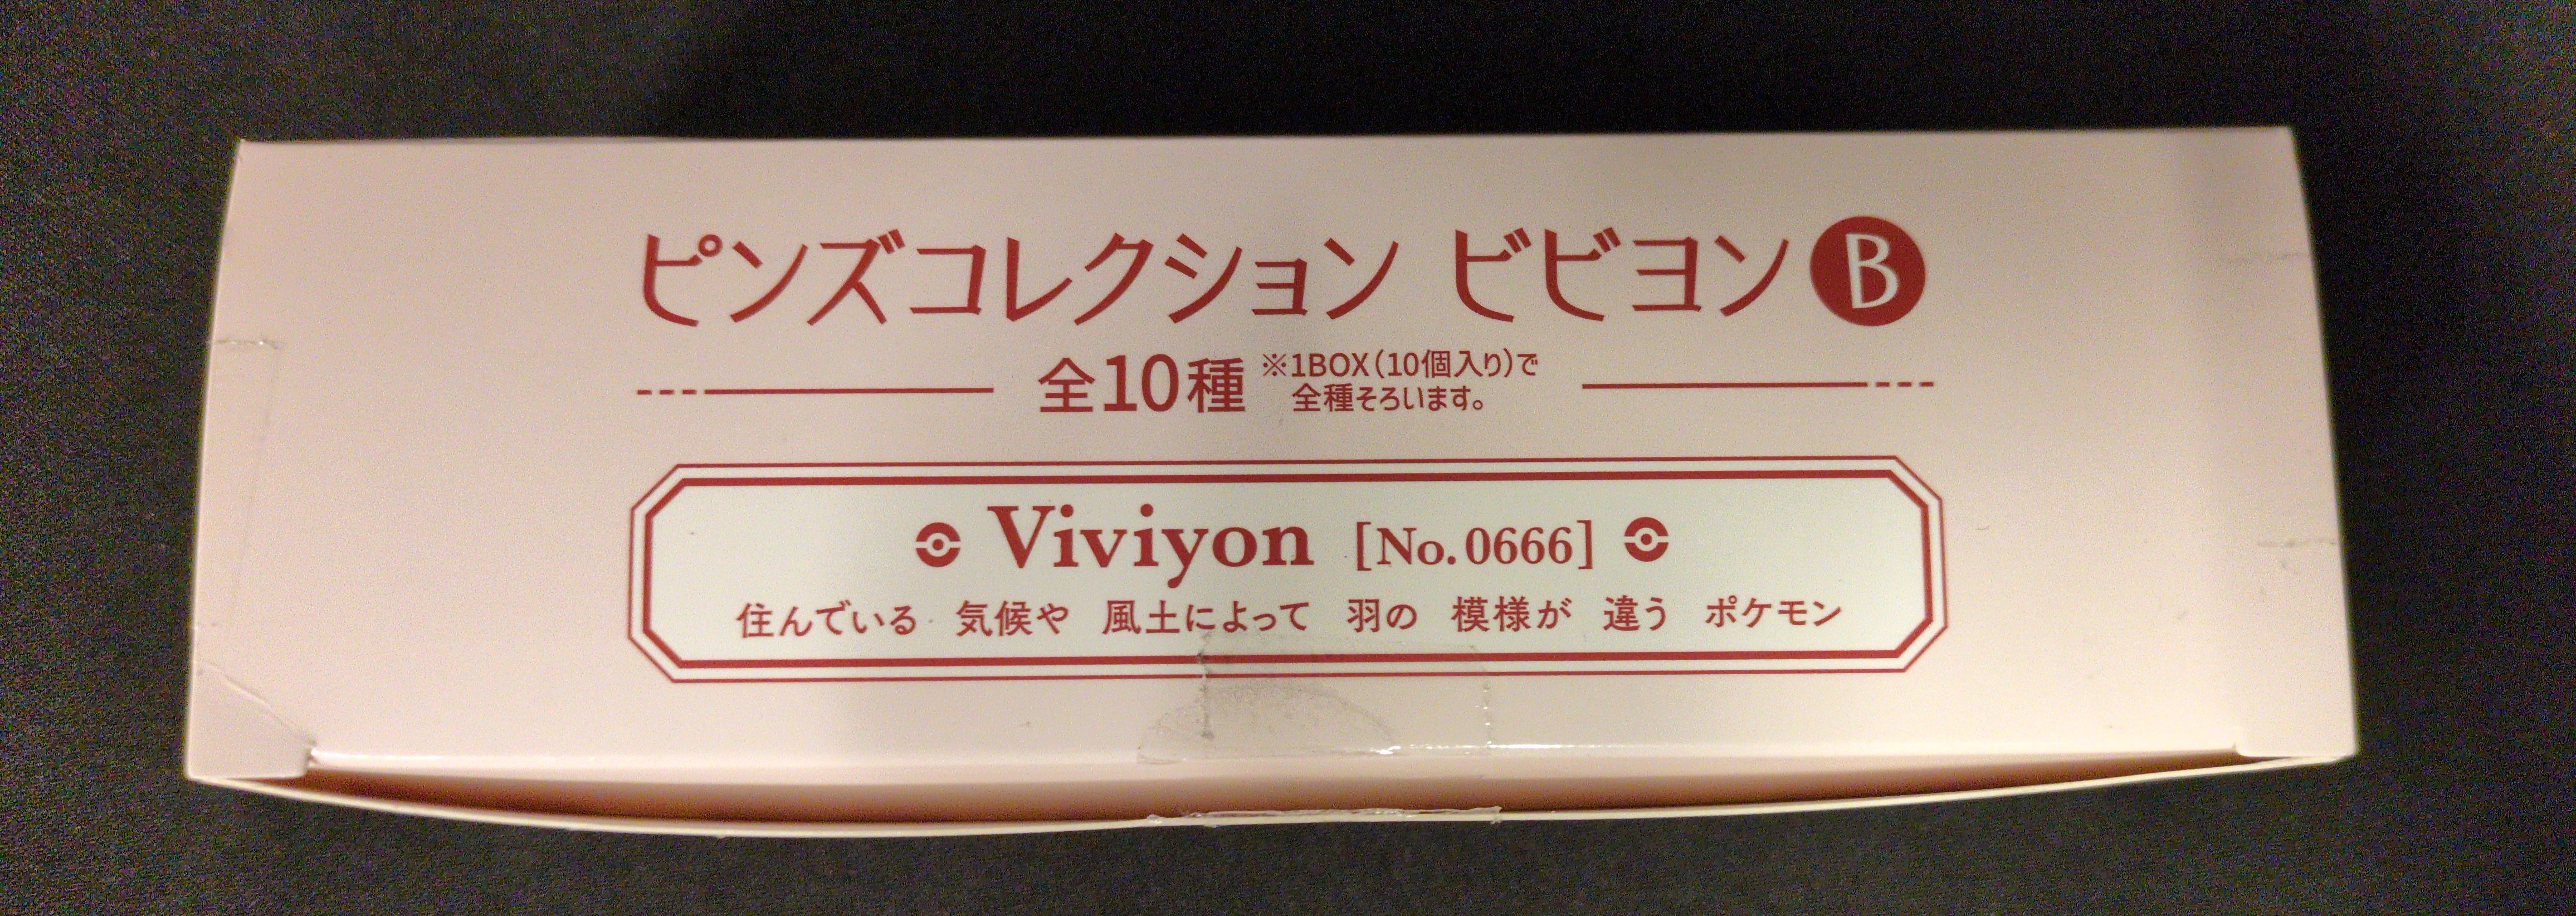 ピンズコレクション ビビヨン B
全10種 ※1BOX(10個入り)で
全種そろいます。
Viviyon [No.0666]
住んでいる 気候や 風土によって 羽の 模様が 違う ポケモン